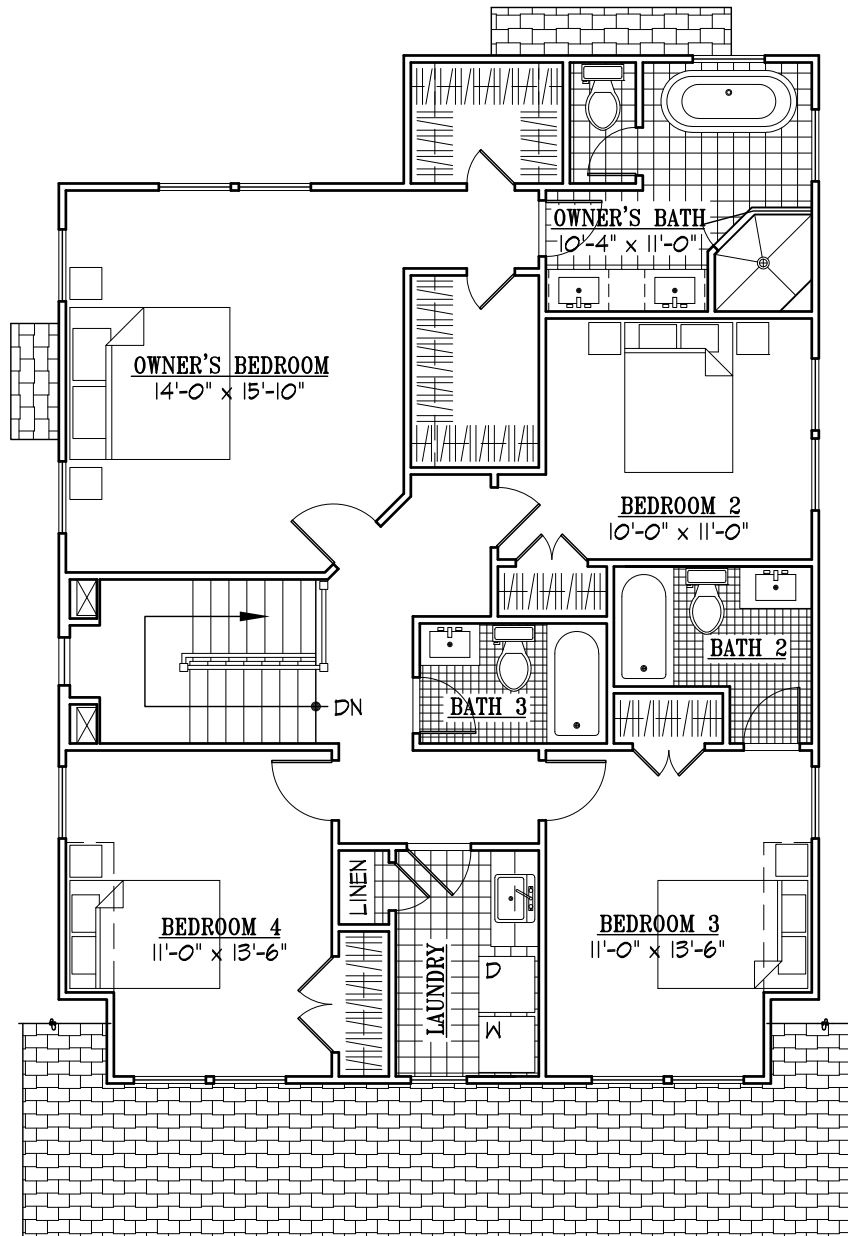 OWNER'S BATH
10'-4" x 11'-0"
OWNER'S BEDROOM
14'-0" x 15'-10"
BEDROOM 2
10'-0" x 11'-0"
BATH 2
BATH 3
DN
LINEN
BEDROOM 4
11'-0" x 13'-6"
LAUNDRY
D
W
BEDROOM 3
11'-0" x 13'-6"